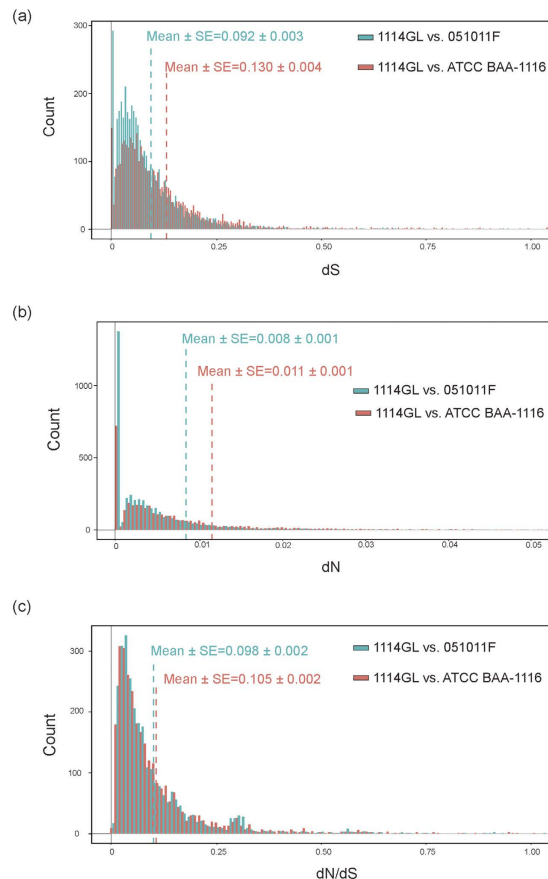 (a)
300
200
100
0
Count
Mean ± SE=0.092 ± 0.003
Mean ± SE=0.130 ± 0.004
1114GL vs. 051011F
1114GL vs. ATCC BAA-1116
0
0.25
0.50
0.75
1.00
dS
(b)
1000
500
0
Count
Mean ± SE=0.008 ± 0.001
Mean ± SE=0.011 ± 0.001
1114GL vs. 051011F
1114GL vs. ATCC BAA-1116
0
0.01
0.02
0.03
0.04
0.05
dN
(c)
300
200
100
0
Count
Mean ± SE=0.098 ± 0.002
Mean ± SE=0.105 ± 0.002
1114GL vs. 051011F
1114GL vs. ATCC BAA-1116
0
0.25
0.50
0.75
1.00
dN/dS